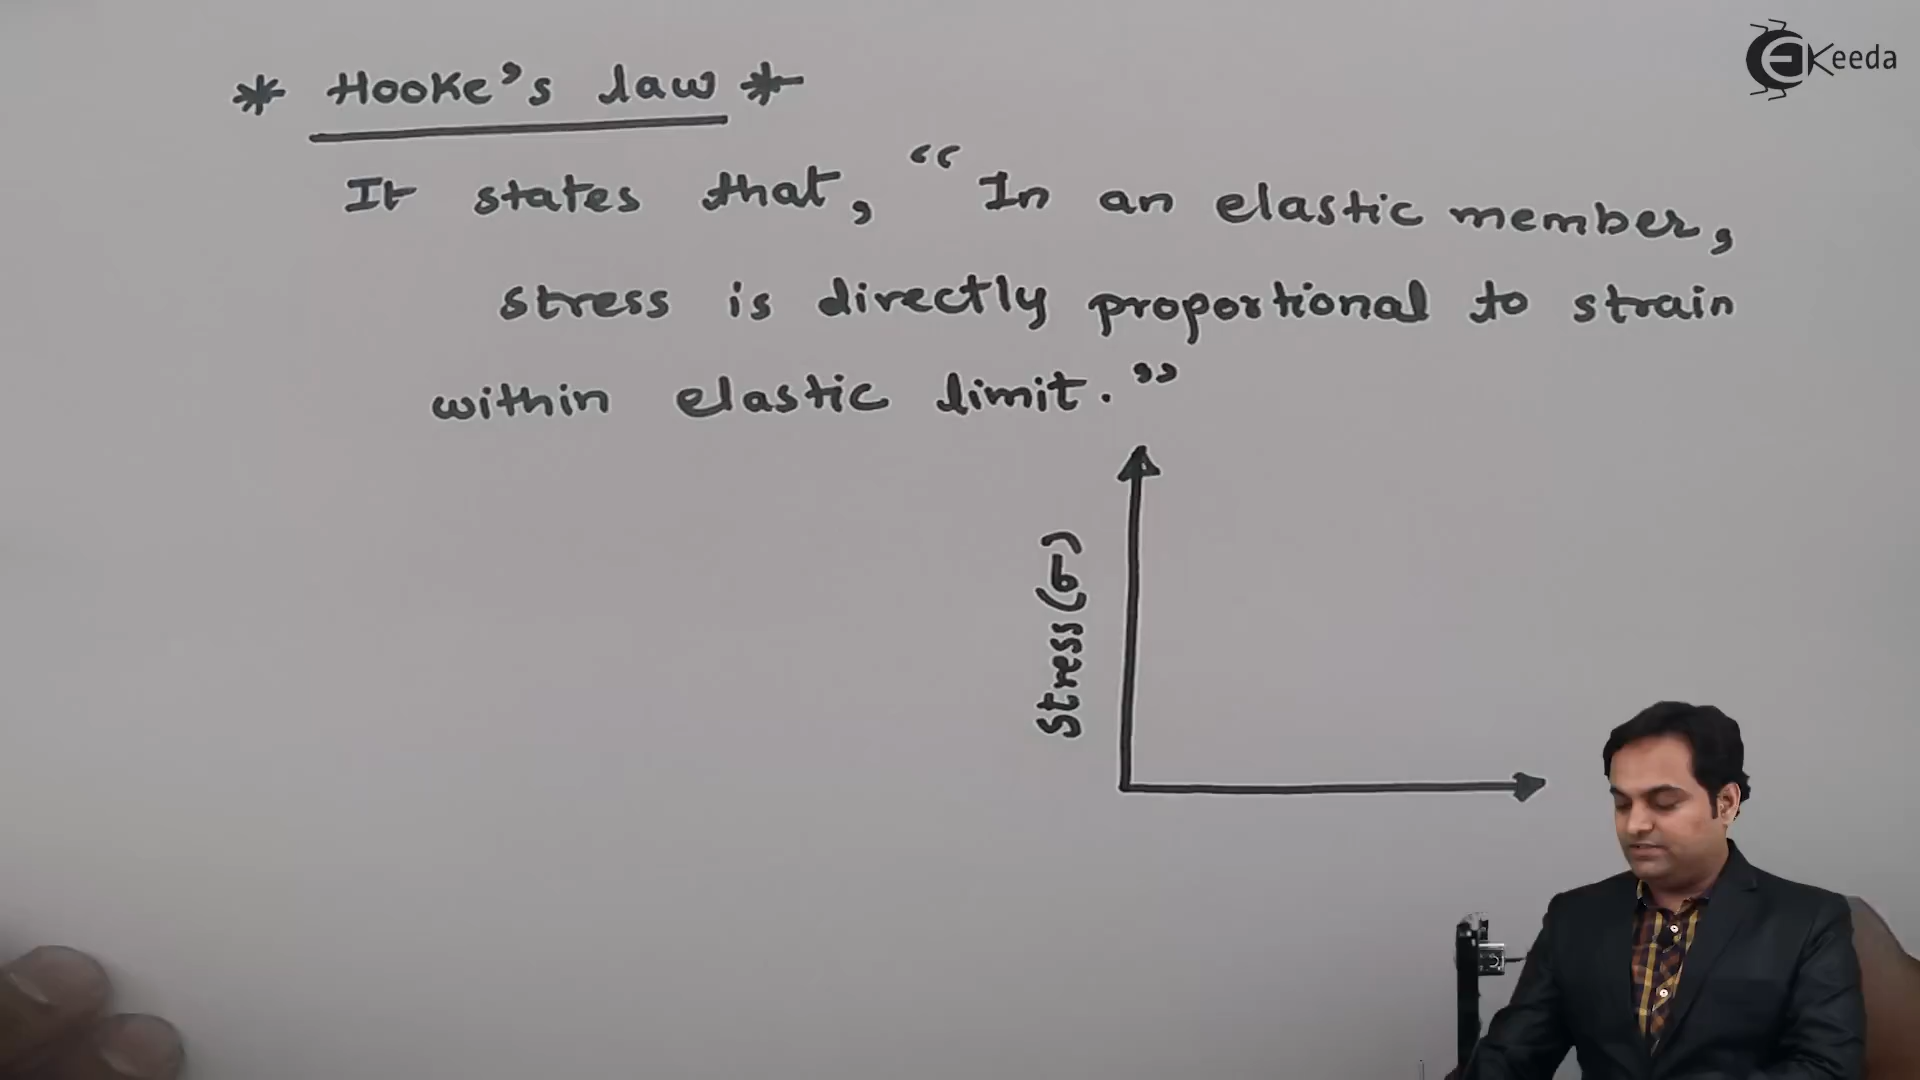 Keeda
* Hooke's law *
It states that, “In an elastic member,
stress is directly proportional to strain
within elastic limit.”
Stress (σ)